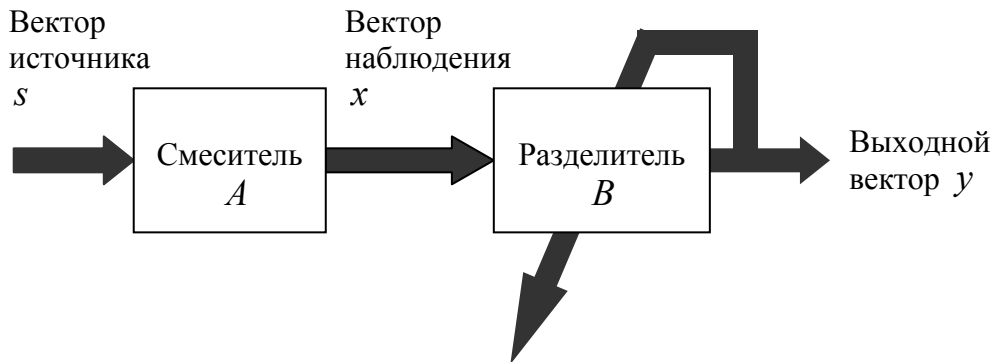 Вектор
источника
s
Вектор
наблюдения
x
Смеситель
A
Разделитель
B
Выходной
вектор y